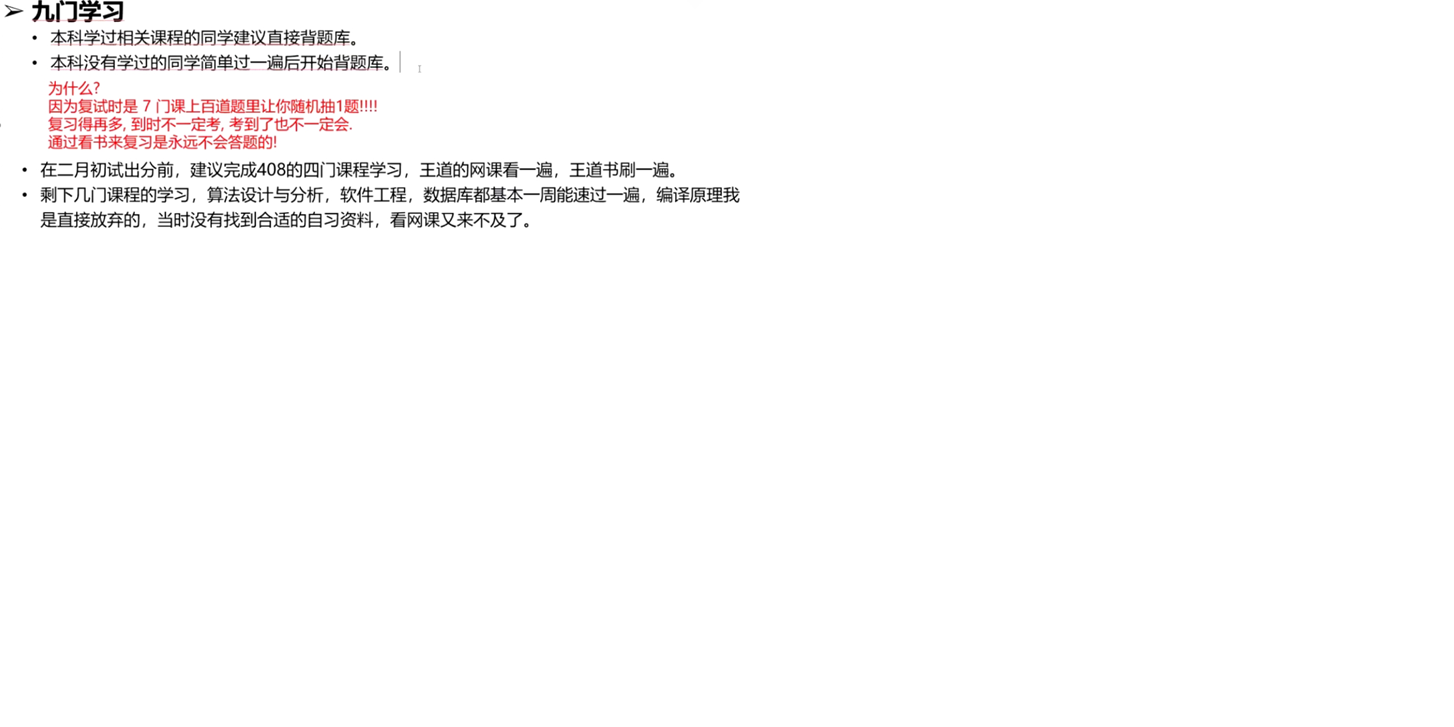 ➢ 九门学习
• 本科学过相关课程的同学建议直接背题库。
• 本科没有学过的同学简单过一遍后开始背题库。
为什么?
因为复试时是 7 门课上百道题里让你随机抽1题!!!!
复习得再多, 到时不一定考, 考到了也不一定会.
通过看书来复习是永远不会答题的!
• 在二月初试出分前，建议完成408的四门课程学习，王道的网课看一遍，王道书刷一遍。
• 剩下几门课程的学习，算法设计与分析，软件工程，数据库都基本一周能速过一遍，编译原理我
是直接放弃的，当时没有找到合适的自习资料，看网课又来不及了。